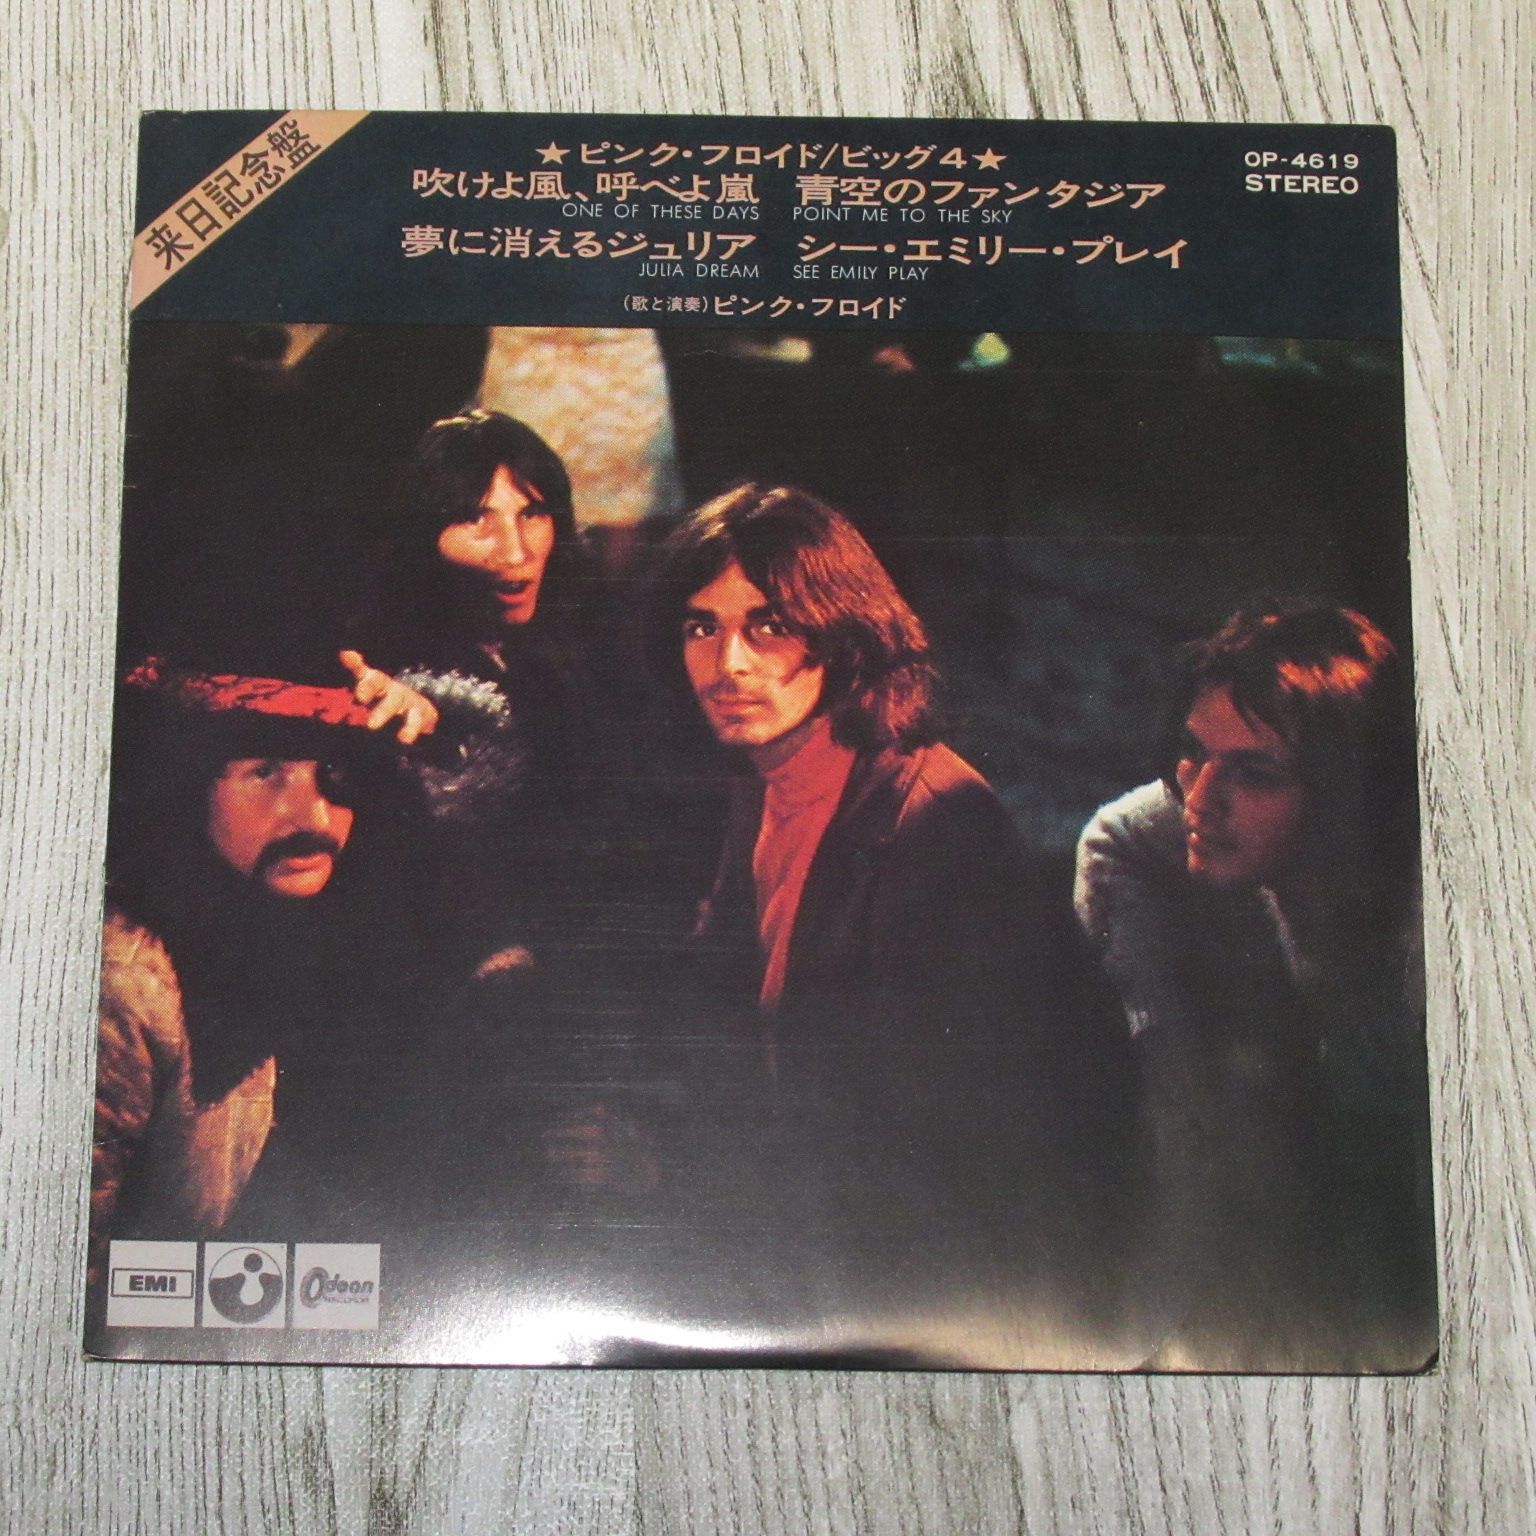 来日記念盤
★ピンク・フロイド/ビッグ4★
OP-4619
STEREO
吹けよ風、呼べよ嵐 青空のファンタジア
ONE OF THESE DAYS POINT ME TO THE SKY
夢に消えるジュリア シー・エミリー・プレイ
JULIA DREAM SEE EMILY PLAY
(歌と演奏)ピンク・フロイド
EMI
Odeon
RECORDS